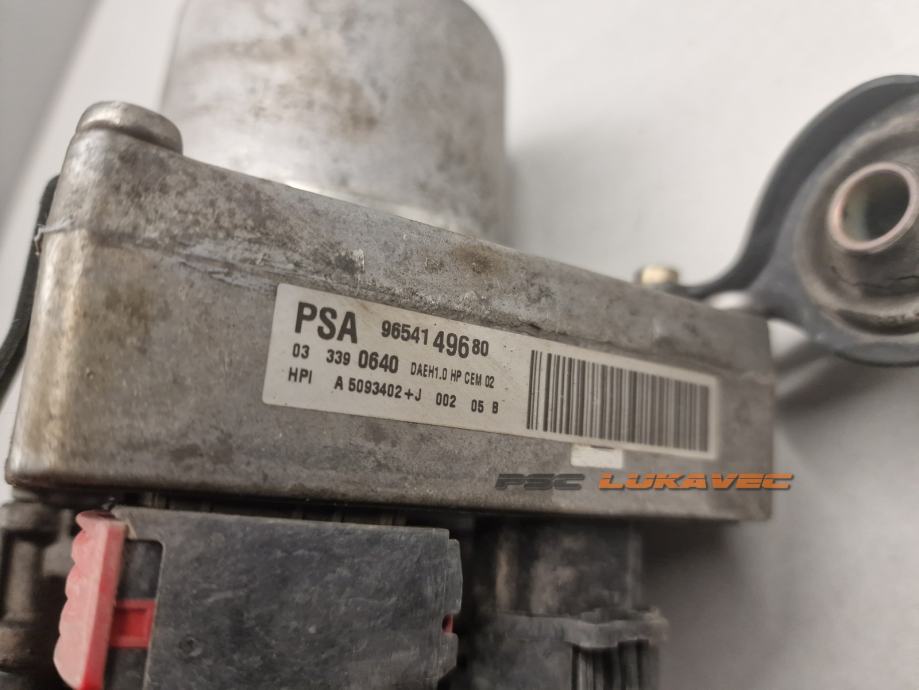 PSA 9654149680
03 339 0640 DAEH1.0 HP CEM 02
HPI A 5093402+J 002 05 B
PSC LUKAVEC